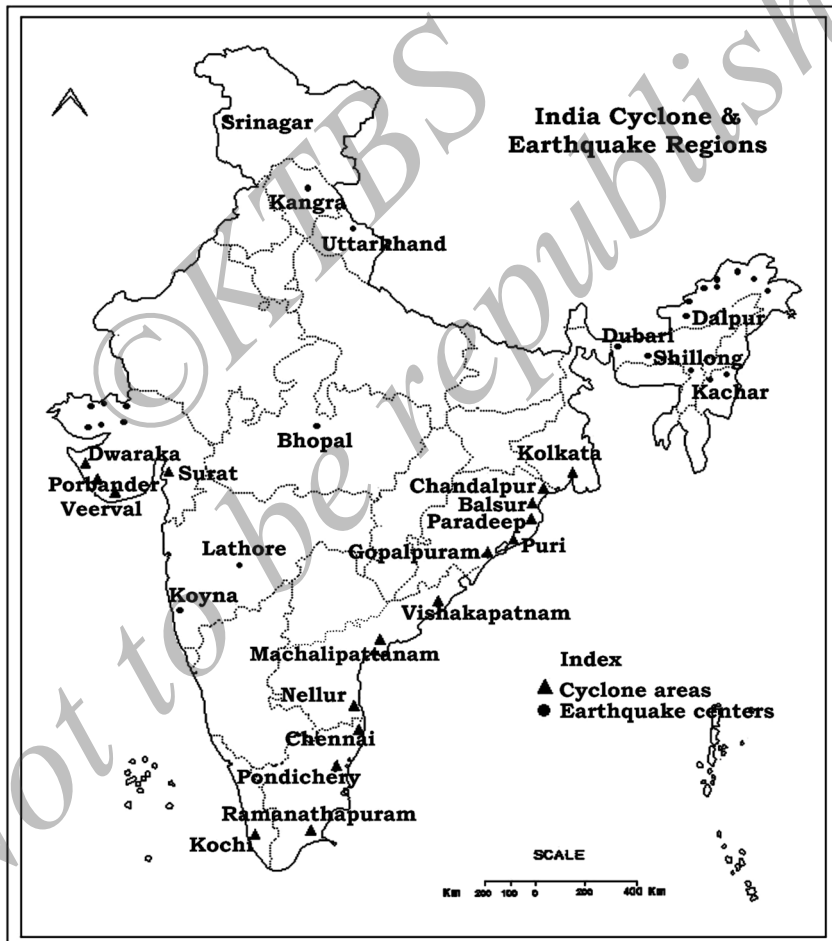 India Cyclone &
Earthquake Regions
Srinagar
Kangra
Uttarkhand
Dalpur
Dubari
Shillong
Kachar
Bhopal
Dwaraka
Surat
Porbander
Veerval
Kolkata
Chandalpur
Balsur
Paradeep
Puri
Gopalpuram
Lathore
Koyna
Vishakapatnam
Machalipattanam
Index
Cyclone areas
Earthquake centers
Nellur
Chennai
Pondichery
Ramanathapuram
Kochi
SCALE
Km 200 100 0 200 400 Km
©KTBS
Not to be republish